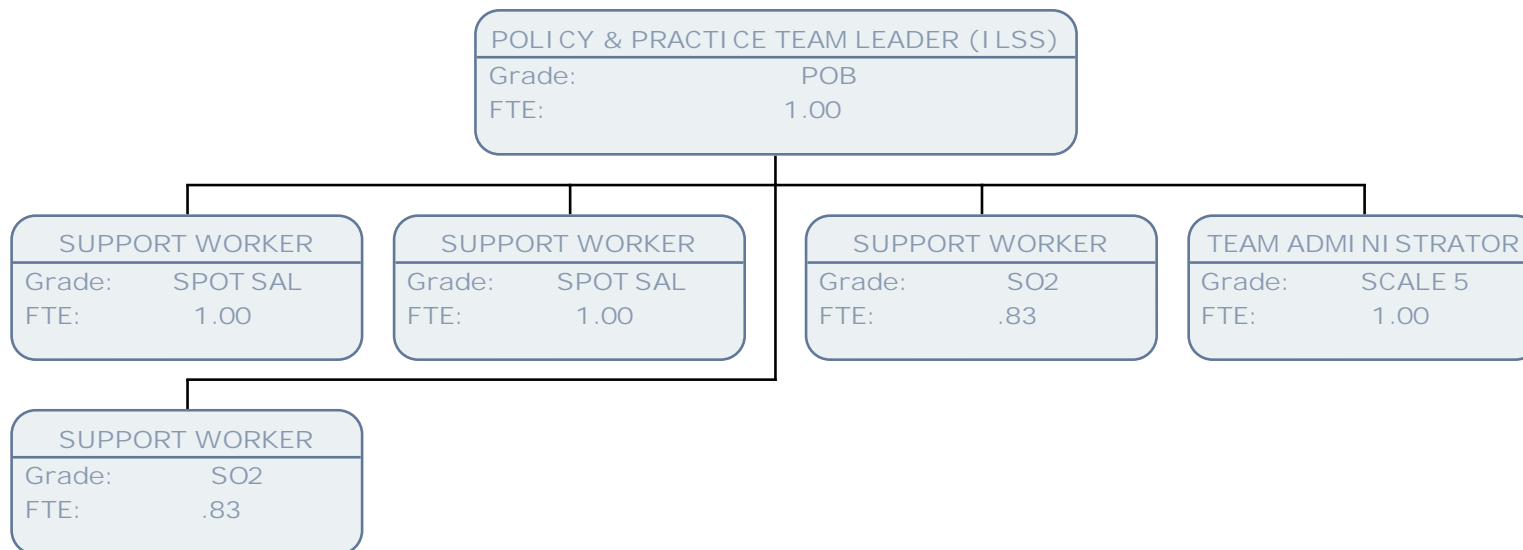 POLICY & PRACTICE TEAM LEADER (ILSS)
Grade: POB
FTE: 1.00
SUPPORT WORKER
Grade: SPOT SAL
FTE: 1.00
SUPPORT WORKER
Grade: SPOT SAL
FTE: 1.00
SUPPORT WORKER
Grade: SO2
FTE: .83
TEAM ADMINISTRATOR
Grade: SCALE 5
FTE: 1.00
SUPPORT WORKER
Grade: SO2
FTE: .83